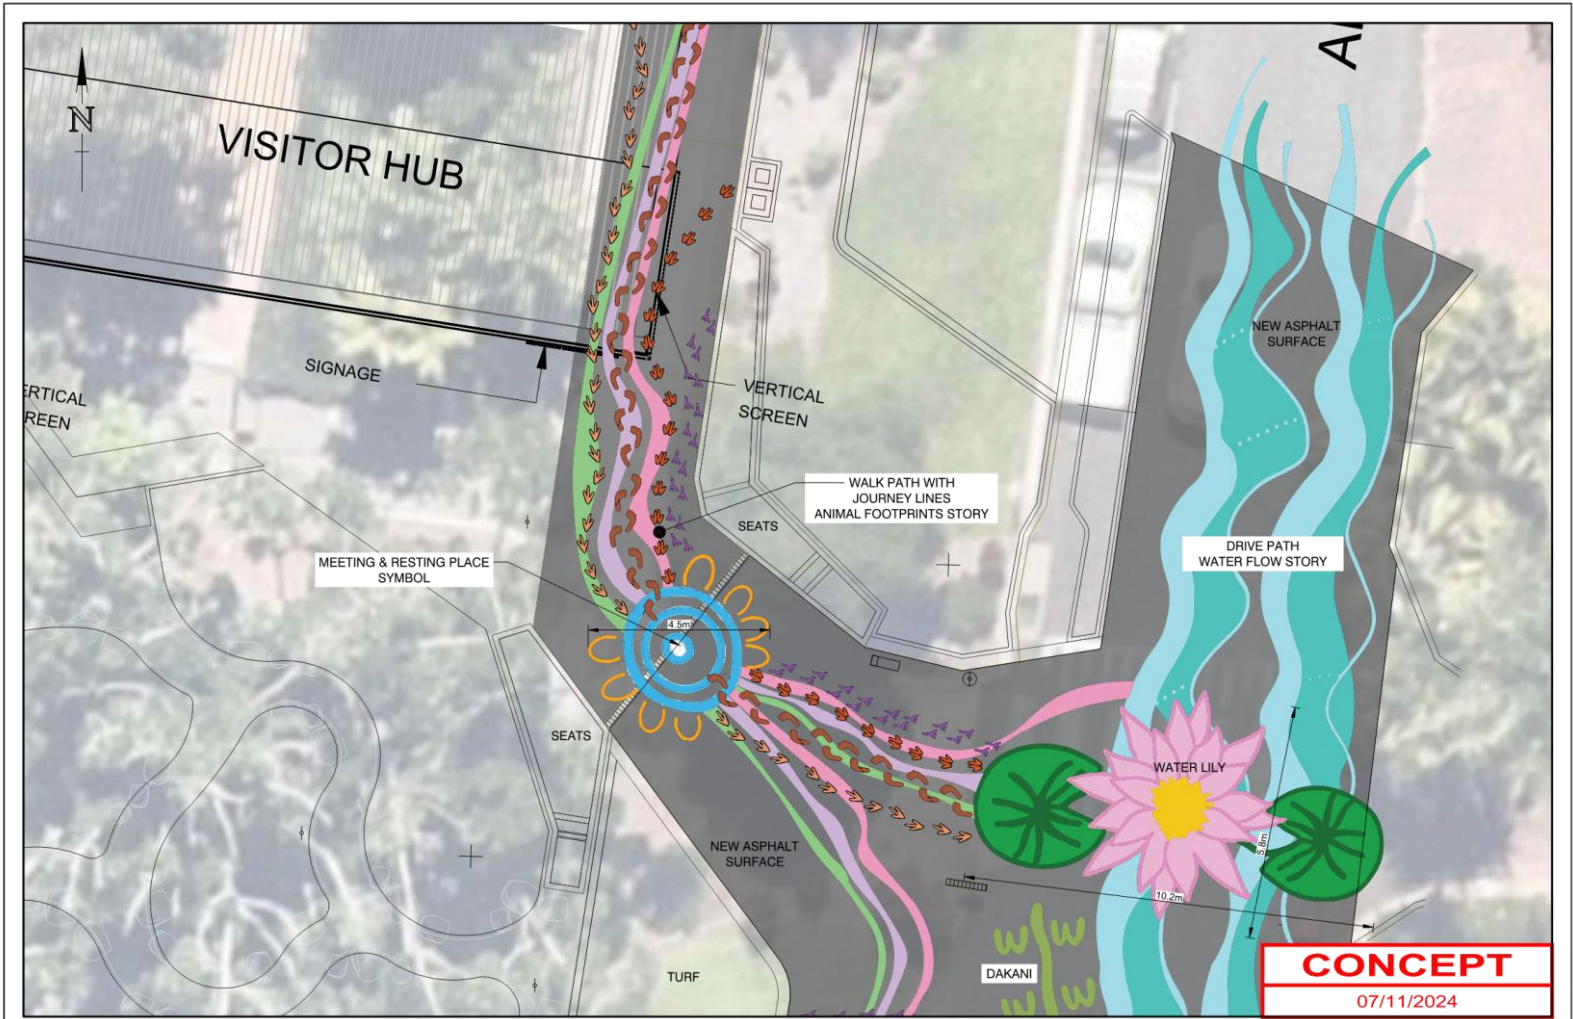 A
N
VISITOR HUB
SIGNAGE
VERTICAL
SCREEN
ERTICAL
REEN
NEW ASPHALT
SURFACE
WALK PATH WITH
JOURNEY LINES
ANIMAL FOOTPRINTS STORY
SEATS
DRIVE PATH
WATER FLOW STORY
MEETING & RESTING PLACE
SYMBOL
4.5m
SEATS
WATER LILY
5.8m
NEW ASPHALT
SURFACE
10.2m
TURF
DAKANI
CONCEPT
07/11/2024